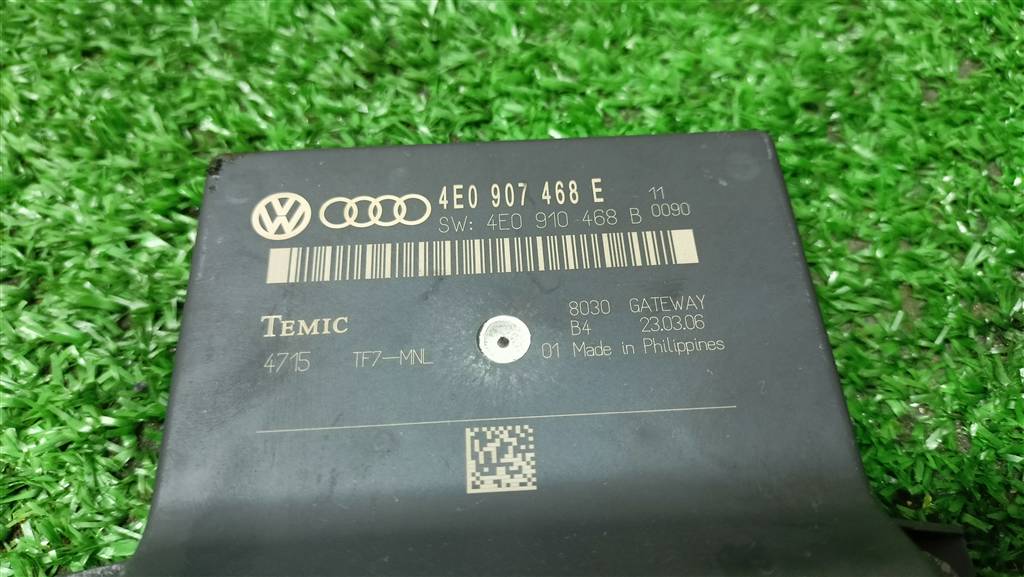 4E0 907 468 E 11
SW: 4E0 910 468 B 0090
TEMIC
8030 GATEWAY
B4 23.03.06
4715 TF7-MNL 01 Made in Philippines